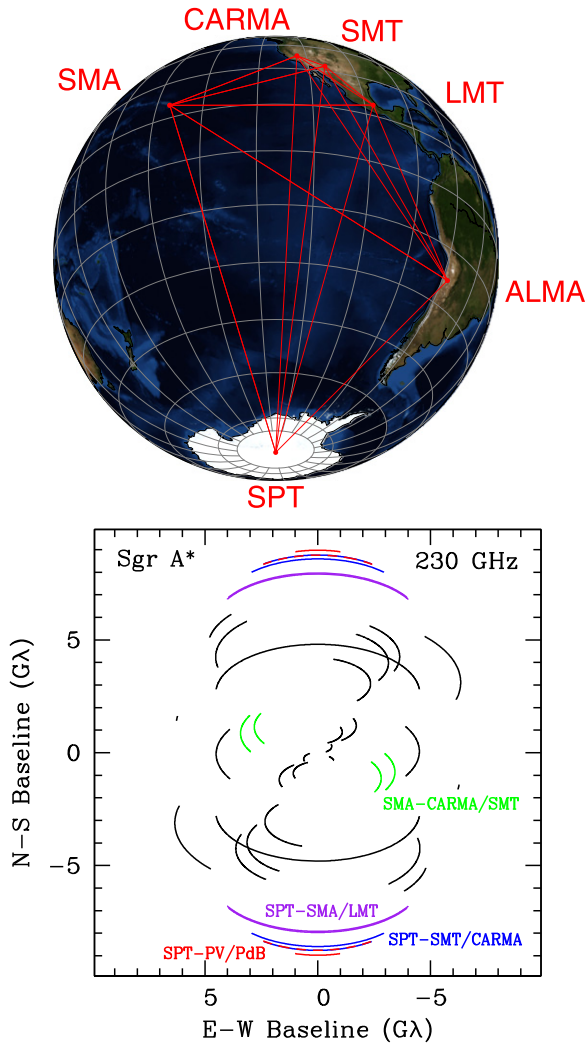 CARMA
SMT
SMA
LMT
ALMA
SPT
Sgr A*
230 GHz
5
0
−5
N−S Baseline (Gλ)
SMA−CARMA/SMT
SPT−SMA/LMT
SPT−SMT/CARMA
SPT−PV/PdB
5
0
−5
E−W Baseline (Gλ)